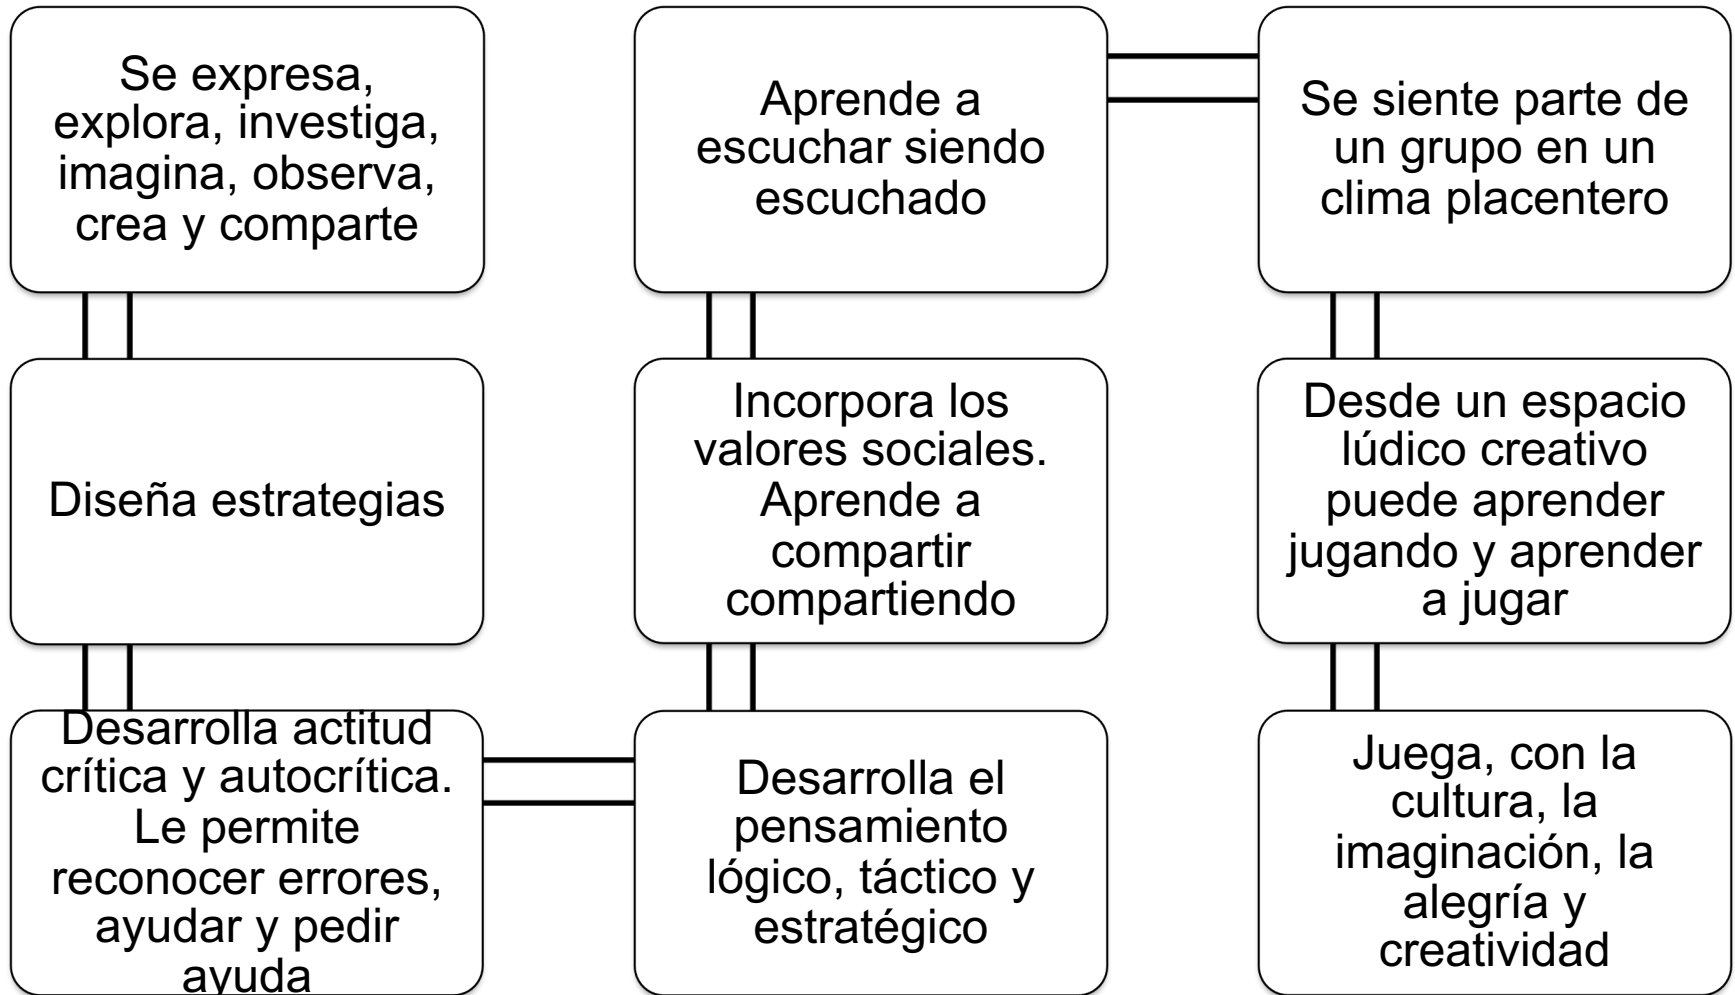 Se expresa,
explora, investiga,
imagina, observa,
crea y comparte
Diseña estrategias
Desarrolla actitud
crítica y autocrítica.
Le permite
reconocer errores,
ayudar y pedir
ayuda
Desarrolla el
pensamiento
lógico, táctico y
estratégico
Incorpora los
valores sociales.
Aprende a
compartir
compartiendo
Aprende a
escuchar siendo
escuchado
Se siente parte de
un grupo en un
clima placentero
Desde un espacio
lúdico creativo
puede aprender
jugando y aprender
a jugar
Juega, con la
cultura, la
imaginación, la
alegría y
creatividad